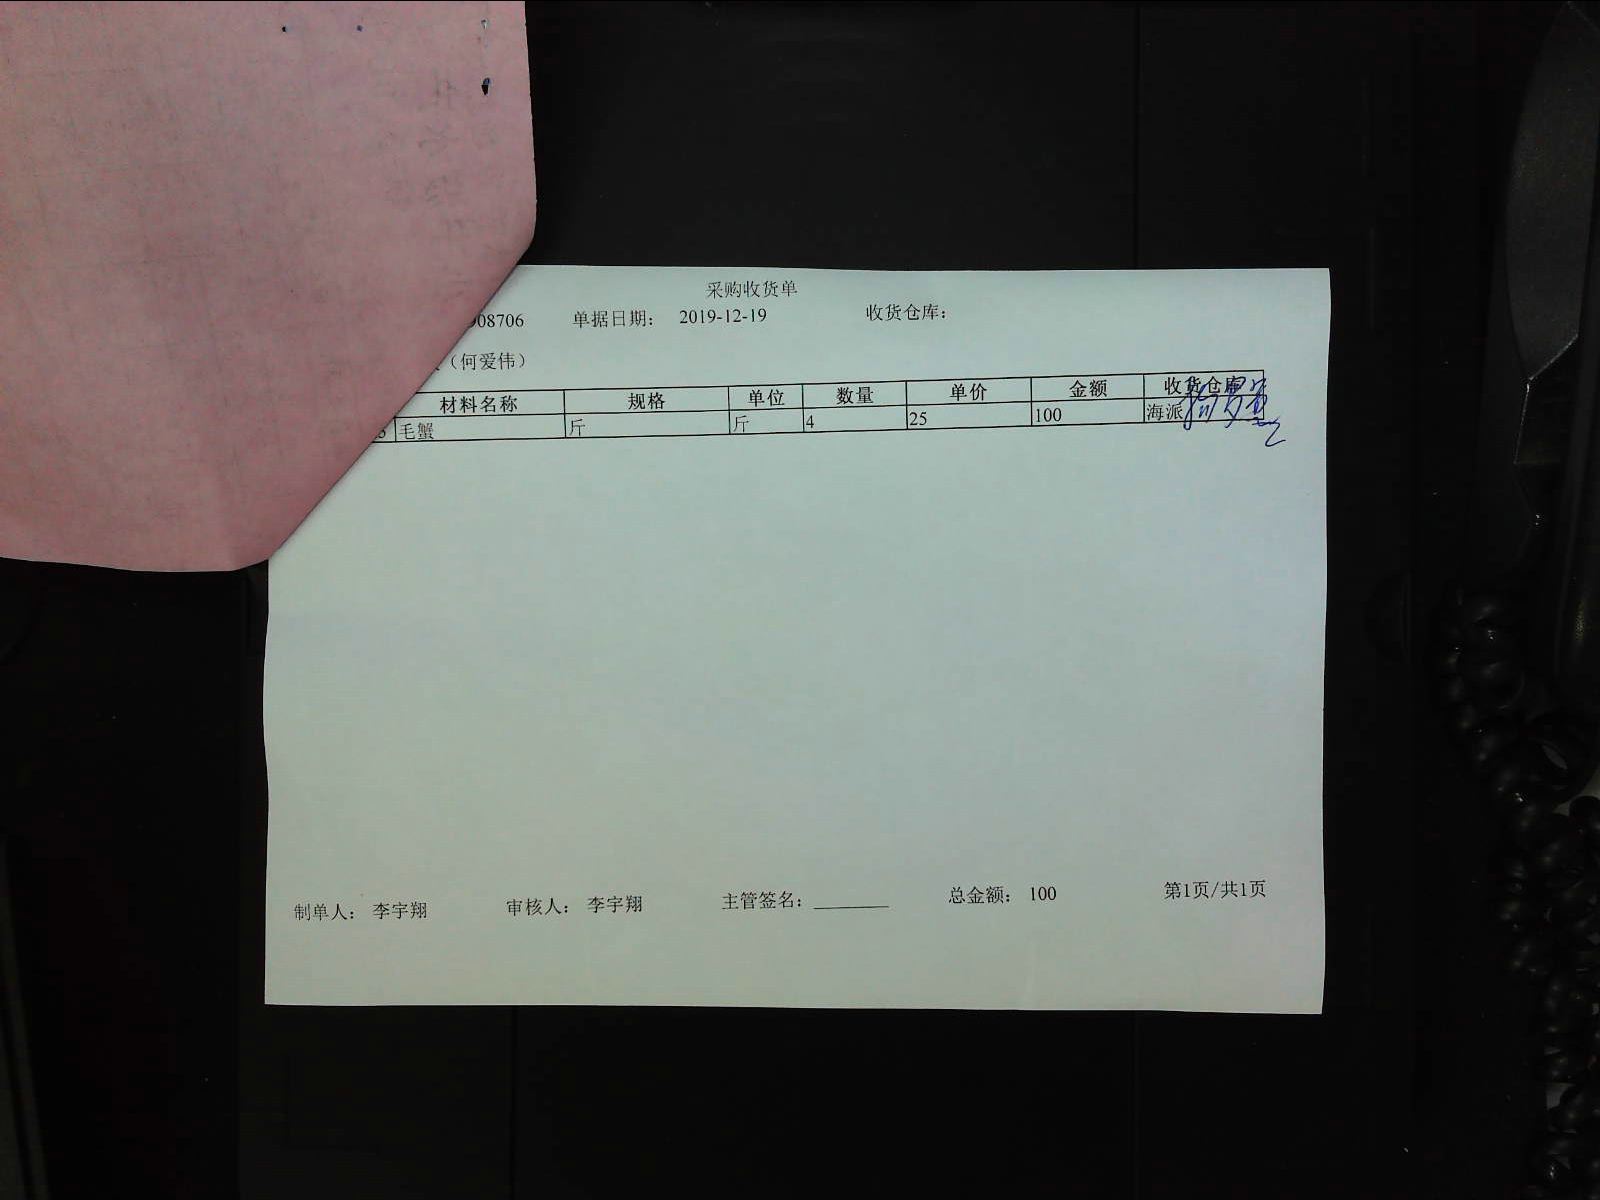 采购收货单
08706 单据日期: 2019-12-19 收货仓库:
(何爱伟)
材料名称 规格 单位 数量 单价 金额 收货仓库
毛蟹 斤 斤 4 25 100 海派
制单人: 李宇翔 审核人: 李宇翔 主管签名: ________ 总金额: 100 第1页/共1页